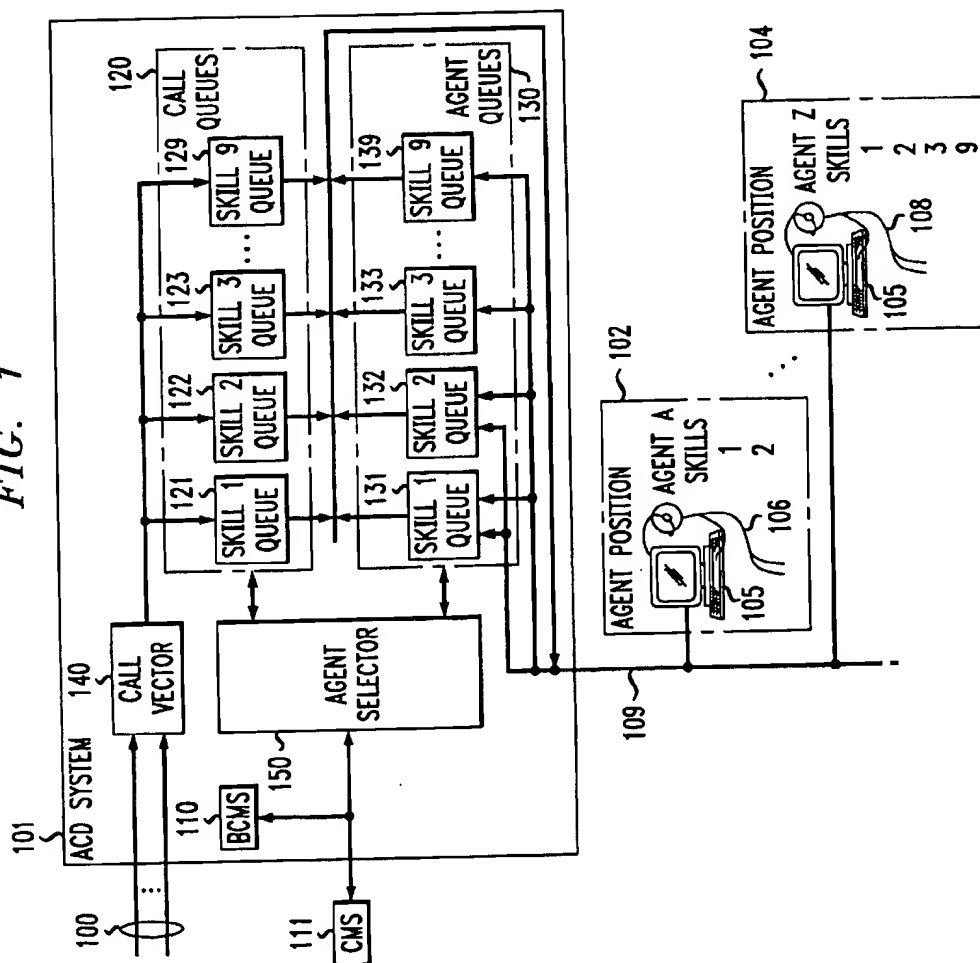 FIG. 1
101
ACD SYSTEM
100
140
CALL
VECTOR
120
CALL
QUEUES
121
SKILL 1
QUEUE
122
SKILL 2
QUEUE
123
SKILL 3
QUEUE
129
SKILL 9
QUEUE
110
BCMS
111
CMS
150
AGENT
SELECTOR
131
SKILL 1
QUEUE
132
SKILL 2
QUEUE
133
SKILL 3
QUEUE
139
SKILL 9
QUEUE
AGENT
QUEUES
130
109
102
AGENT POSITION
AGENT A
SKILLS
1
2
105
106
104
AGENT POSITION
AGENT Z
SKILLS
1
2
3
9
105
108